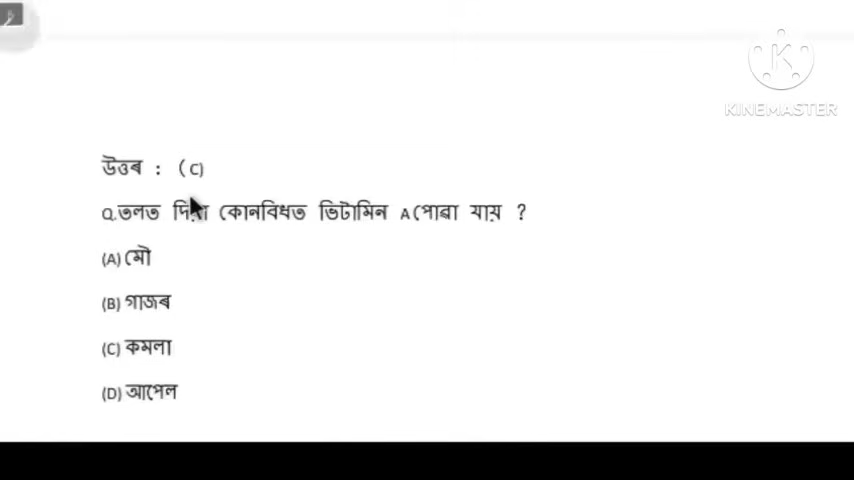 KINEMASTER
উত্তৰ : (C)
Q.তলত দিয়া কোনবিধত ভিটামিন A পোৱা যায় ?
(A) মৌ
(B) গাজৰ
(C) কমলা
(D) আপেল